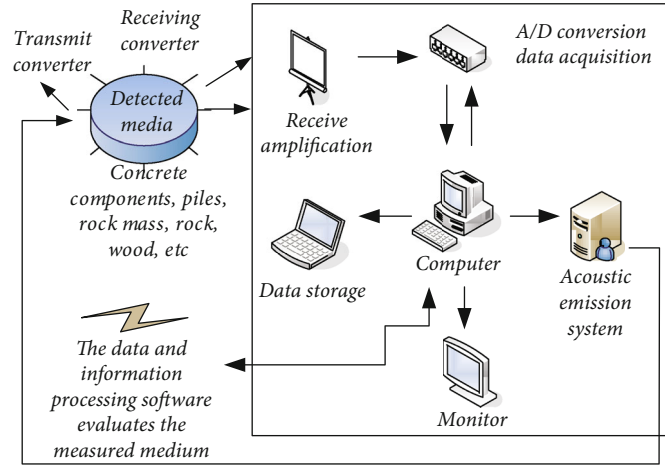 Transmit
converter
Receiving
converter
Detected
media
Concrete
components, piles,
rock mass, rock,
wood, etc
Receive
amplification
A/D conversion
data acquisition
Data storage
Computer
Acoustic
emission
system
Monitor
The data and
information
processing software
evaluates the
measured medium